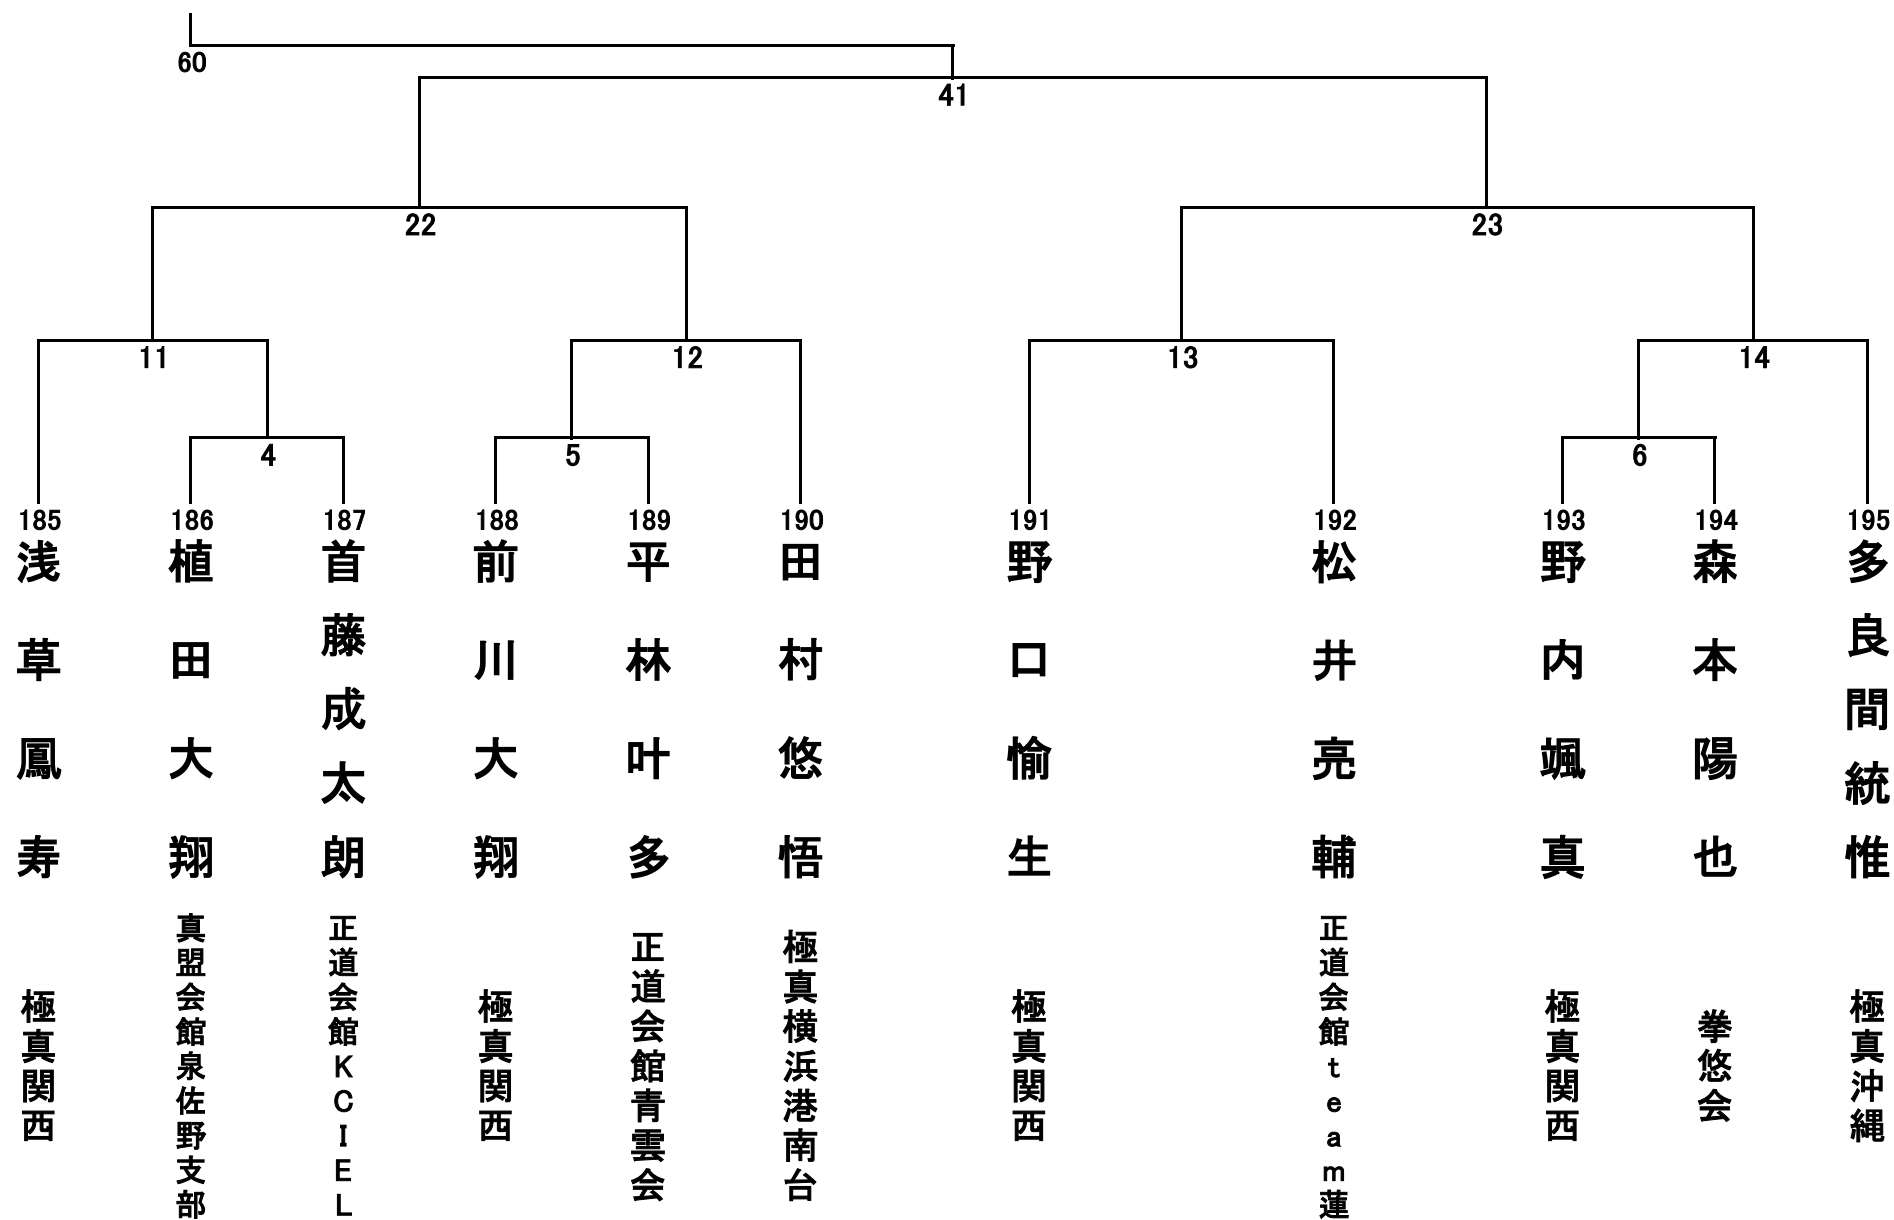 60
41
22
23
11
12
13
14
4
5
6
185
186
187
188
189
190
191
192
193
194
195
浅草鳳寿
植田大翔
首藤成太朗
前川大翔
平林叶多
田村悠悟
野口愉生
松井亮輔
野内颯真
森本陽也
多良間統惟
極真関西
真盟会館泉佐野支部
正道会館KCIEL
極真関西
正道会館青雲会
極真横浜港南台
極真関西
正道会館team蓮
極真関西
拳悠会
極真沖縄